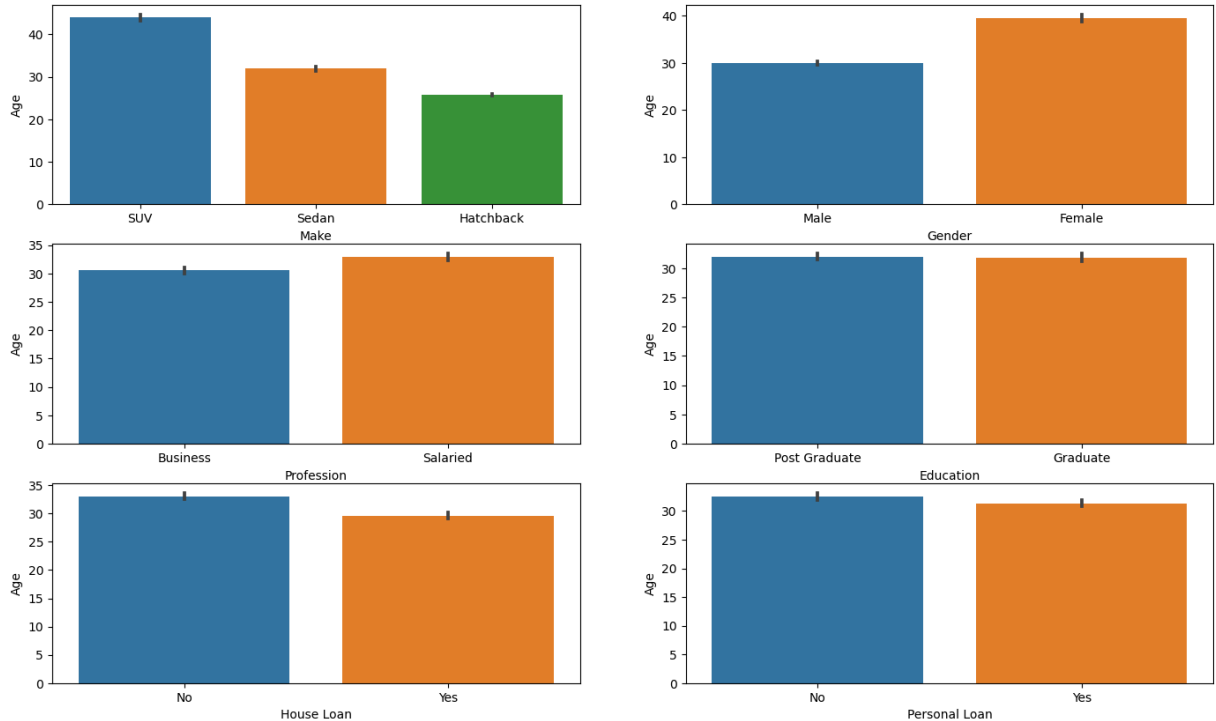 40
30
20
10
0
Age
SUV Sedan Hatchback
Make
40
30
20
10
0
Age
Male Female
Gender
35
30
25
20
15
10
5
0
Age
Business Salaried
Profession
30
25
20
15
10
5
0
Age
Post Graduate Graduate
Education
35
30
25
20
15
10
5
0
Age
No Yes
House Loan
30
25
20
15
10
5
0
Age
No Yes
Personal Loan